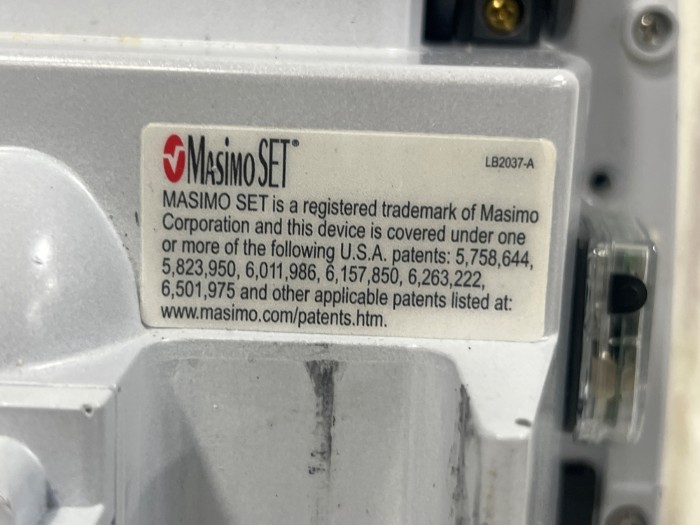 MASiMO SET®
LB2037-A
MASIMO SET is a registered trademark of Masimo
Corporation and this device is covered under one
or more of the following U.S.A. patents: 5,758,644,
5,823,950, 6,011,986, 6,157,850, 6,263,222,
6,501,975 and other applicable patents listed at:
www.masimo.com/patents.htm.